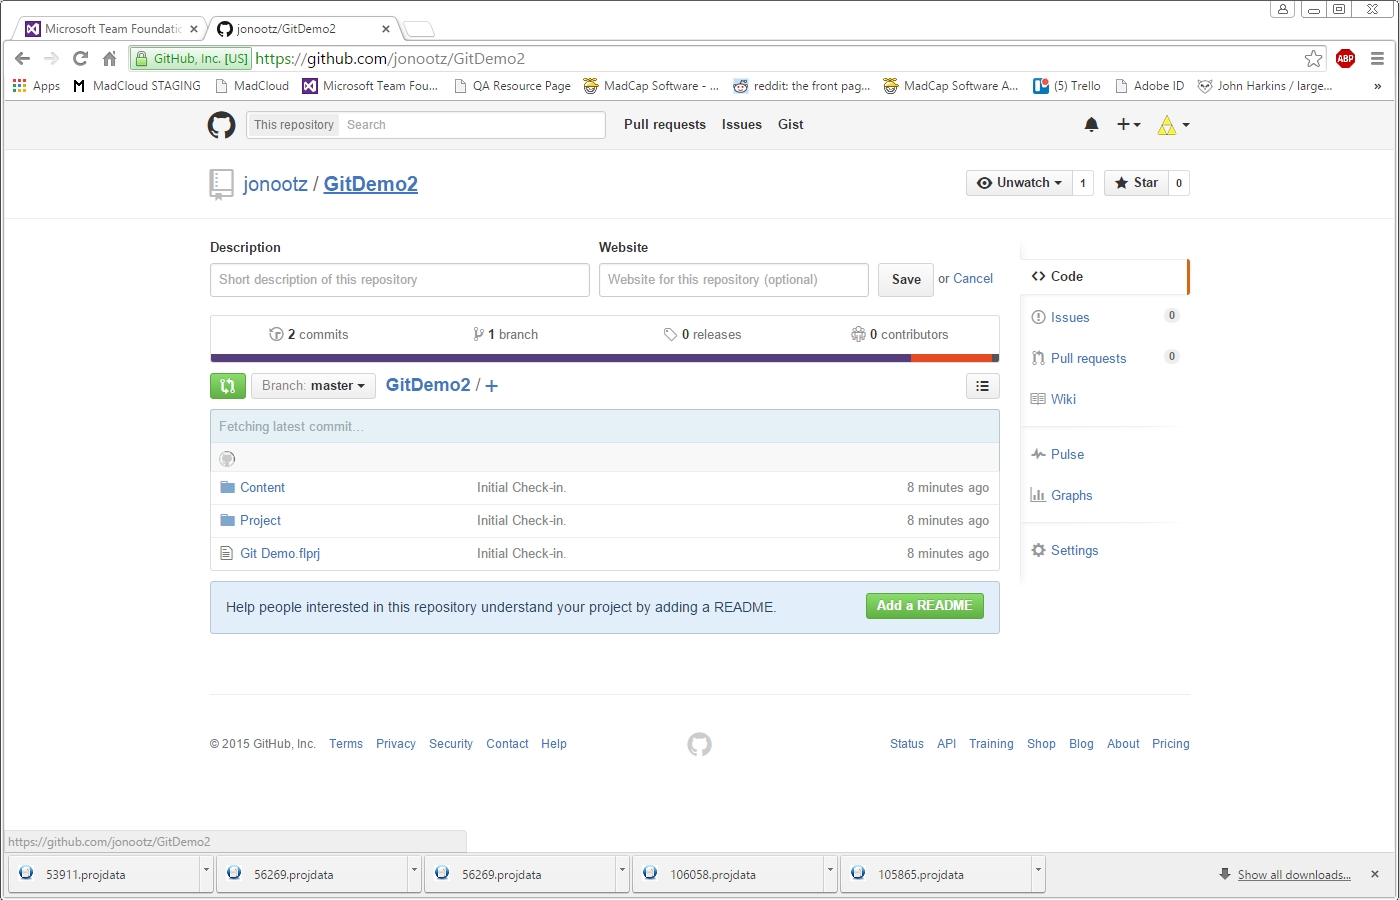 Microsoft Team Foundatic
jonootz/GitDemo2
GitHub, Inc. [US] https://github.com/jonootz/GitDemo2
ABP
Apps MadCloud STAGING MadCloud Microsoft Team Fou... QA Resource Page MadCap Software - ... reddit: the front pag... MadCap Software A... (5) Trello Adobe ID John Harkins / large... »
This repository Search Pull requests Issues Gist
jonootz / GitDemo2 Unwatch 1 Star 0
Description Website
Short description of this repository Website for this repository (optional) Save or Cancel
2 commits 1 branch 0 releases 0 contributors
Branch: master GitDemo2 / +
Fetching latest commit...
Content Initial Check-in. 8 minutes ago
Project Initial Check-in. 8 minutes ago
Git Demo.flprj Initial Check-in. 8 minutes ago
Help people interested in this repository understand your project by adding a README. Add a README
Code
Issues 0
Pull requests 0
Wiki
Pulse
Graphs
Settings
© 2015 GitHub, Inc. Terms Privacy Security Contact Help Status API Training Shop Blog About Pricing
https://github.com/jonootz/GitDemo2
53911.projdata 56269.projdata 56269.projdata 106058.projdata 105865.projdata Show all downloads...